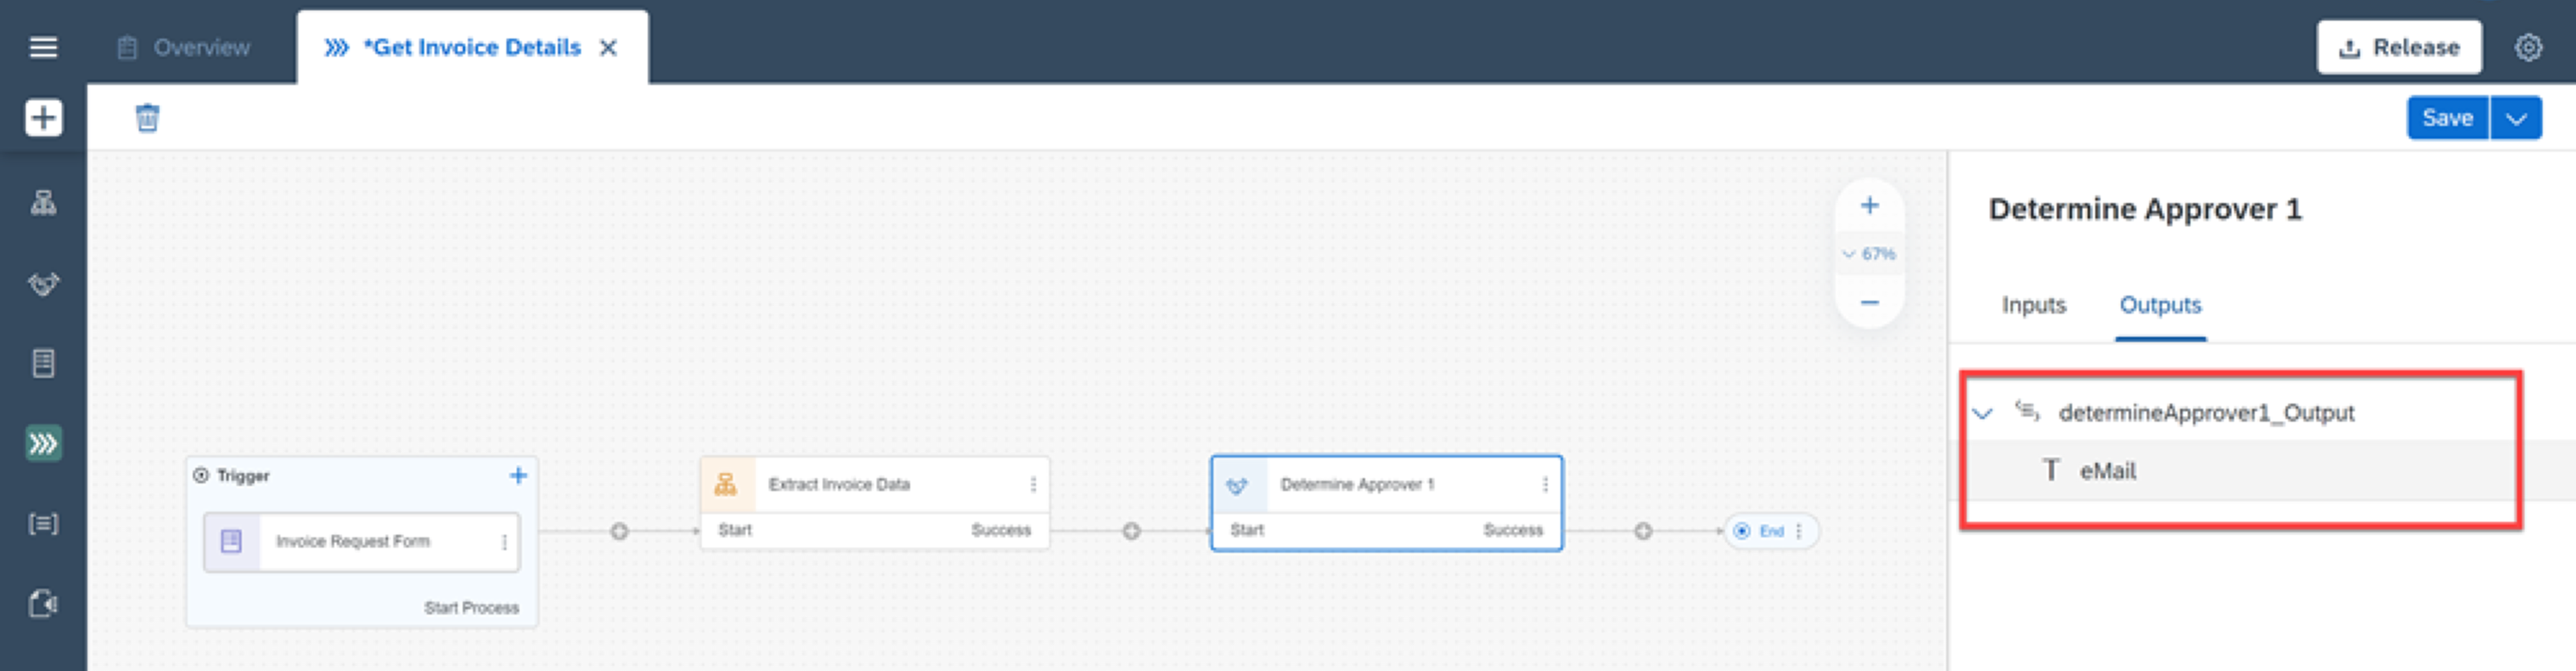 Overview
*Get Invoice Details
Release
Save
67%
Trigger
Invoice Request Form
Start Process
Extract Invoice Data
Start
Success
Determine Approver 1
Start
Success
End
Determine Approver 1
Inputs
Outputs
determineApprover1_Output
T eMail